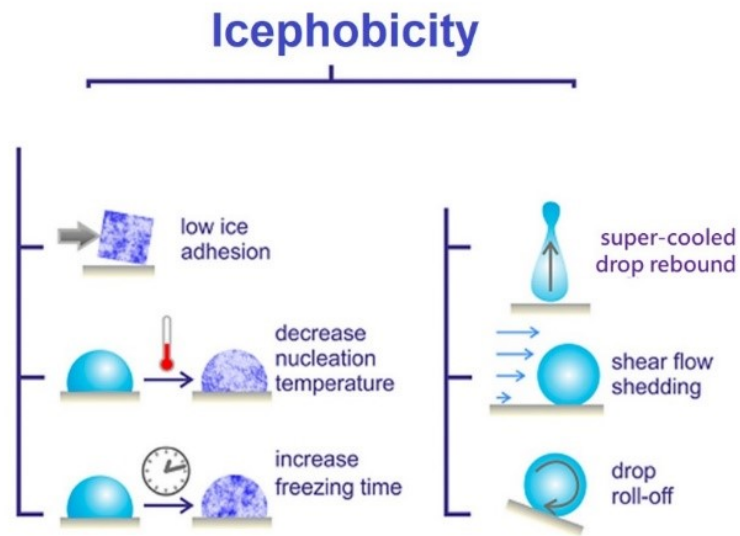 Icephobicity
low ice
adhesion
decrease
nucleation
temperature
increase
freezing time
super-cooled
drop rebound
shear flow
shedding
drop
roll-off